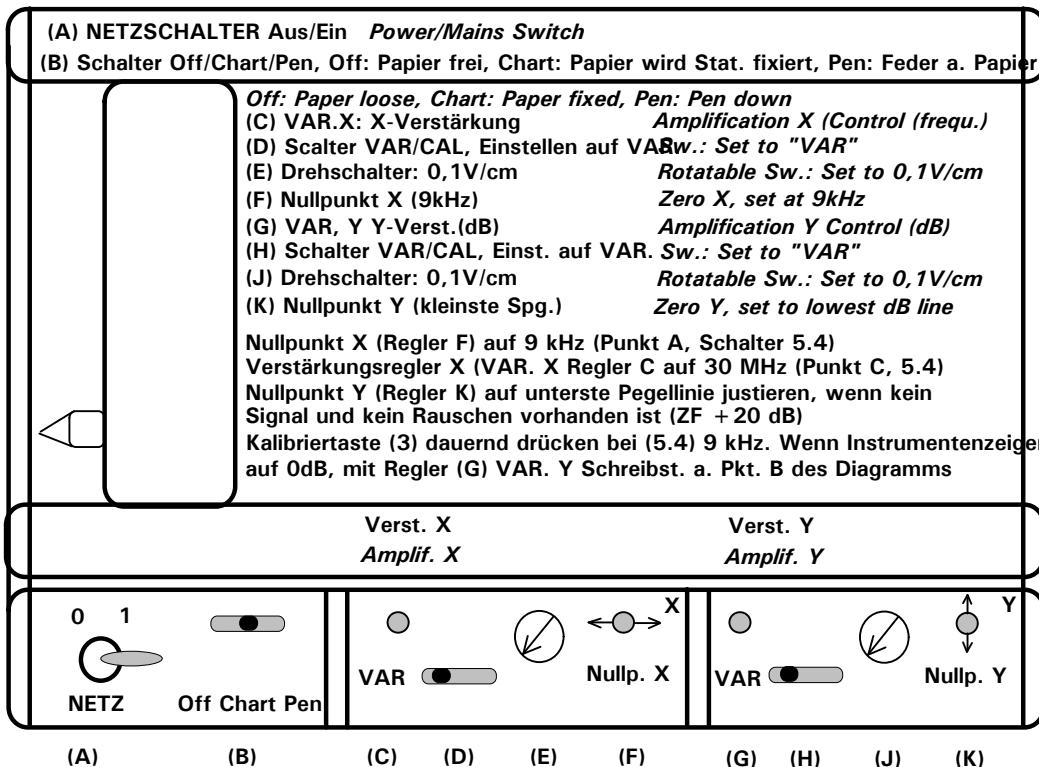 (A) NETZSCHALTER Aus/Ein Power/Mains Switch
(B) Schalter Off/Chart/Pen, Off: Papier frei, Chart: Papier wird Stat. fixiert, Pen: Feder a. Papier
Off: Paper loose, Chart: Paper fixed, Pen: Pen down
(C) VAR.X: X-Verstärkung Amplification X (Control (frequ.)
(D) Scalter VAR/CAL, Einstellen auf VAR Sw.: Set to "VAR"
(E) Drehschalter: 0,1V/cm Rotatable Sw.: Set to 0,1V/cm
(F) Nullpunkt X (9kHz) Zero X, set at 9kHz
(G) VAR, Y Y-Verst.(dB) Amplification Y Control (dB)
(H) Schalter VAR/CAL, Einst. auf VAR. Sw.: Set to "VAR"
(J) Drehschalter: 0,1V/cm Rotatable Sw.: Set to 0,1V/cm
(K) Nullpunkt Y (kleinste Spg.) Zero Y, set to lowest dB line
Nullpunkt X (Regler F) auf 9 kHz (Punkt A, Schalter 5.4)
Verstärkungsregler X (VAR. X Regler C auf 30 MHz (Punkt C, 5.4)
Nullpunkt Y (Regler K) auf unterste Pegellinie justieren, wenn kein
Signal und kein Rauschen vorhanden ist (ZF +20 dB)
Kalibriertaste (3) dauernd drücken bei (5.4) 9 kHz. Wenn Instrumentenzeiger
auf 0dB, mit Regler (G) VAR. Y Schreibst. a. Pkt. B des Diagramms
Verst. X Verst. Y
Amplif. X Amplif. Y
0 1 X Y
VAR Nullp. X VAR Nullp. Y
NETZ Off Chart Pen
(A) (B) (C) (D) (E) (F) (G) (H) (J) (K)